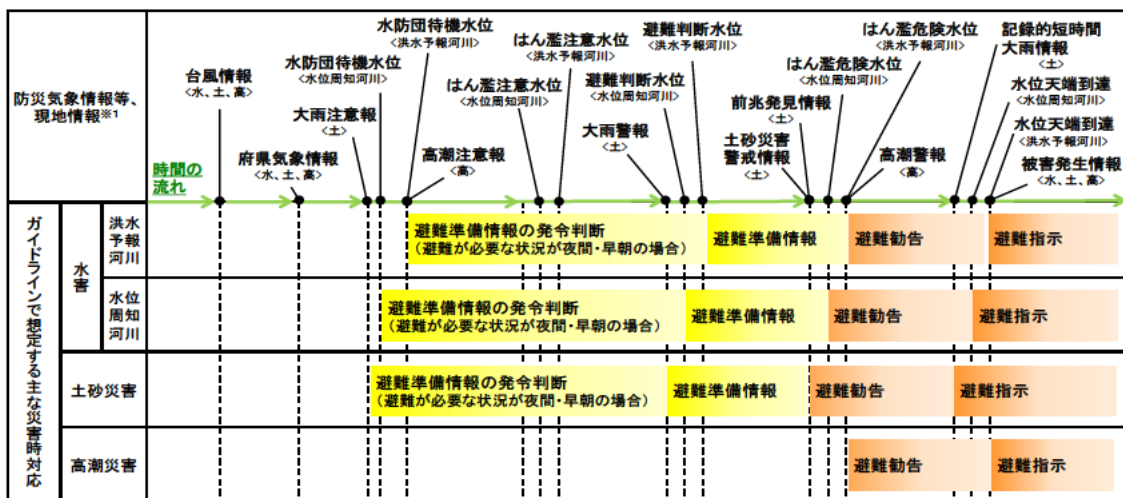 防災気象情報等、
現地情報※1
時間の
流れ
台風情報
<水、土、高>
府県気象情報
<水、土、高>
大雨注意報
<土>
水防団待機水位
<水位周知河川>
水防団待機水位
<洪水予報河川>
高潮注意報
<高>
はん濫注意水位
<水位周知河川>
はん濫注意水位
<洪水予報河川>
大雨警報
<土>
避難判断水位
<水位周知河川>
避難判断水位
<洪水予報河川>
前兆発見情報
<土>
土砂災害
警戒情報
<土>
はん濫危険水位
<水位周知河川>
はん濫危険水位
<洪水予報河川>
高潮警報
<高>
記録的短時間
大雨情報
<土>
水位天端到達
<水位周知河川>
水位天端到達
<洪水予報河川>
被害発生情報
<水、土、高>
ガイドラインで想定する主な災害時対応
水害
洪水
予報
河川
避難準備情報の発令判断
(避難が必要な状況が夜間・早朝の場合)
避難準備情報
避難勧告
避難指示
水位
周知
河川
避難準備情報の発令判断
(避難が必要な状況が夜間・早朝の場合)
避難準備情報
避難勧告
避難指示
土砂災害
避難準備情報の発令判断
(避難が必要な状況が夜間・早朝の場合)
避難準備情報
避難勧告
避難指示
高潮災害
避難勧告
避難指示